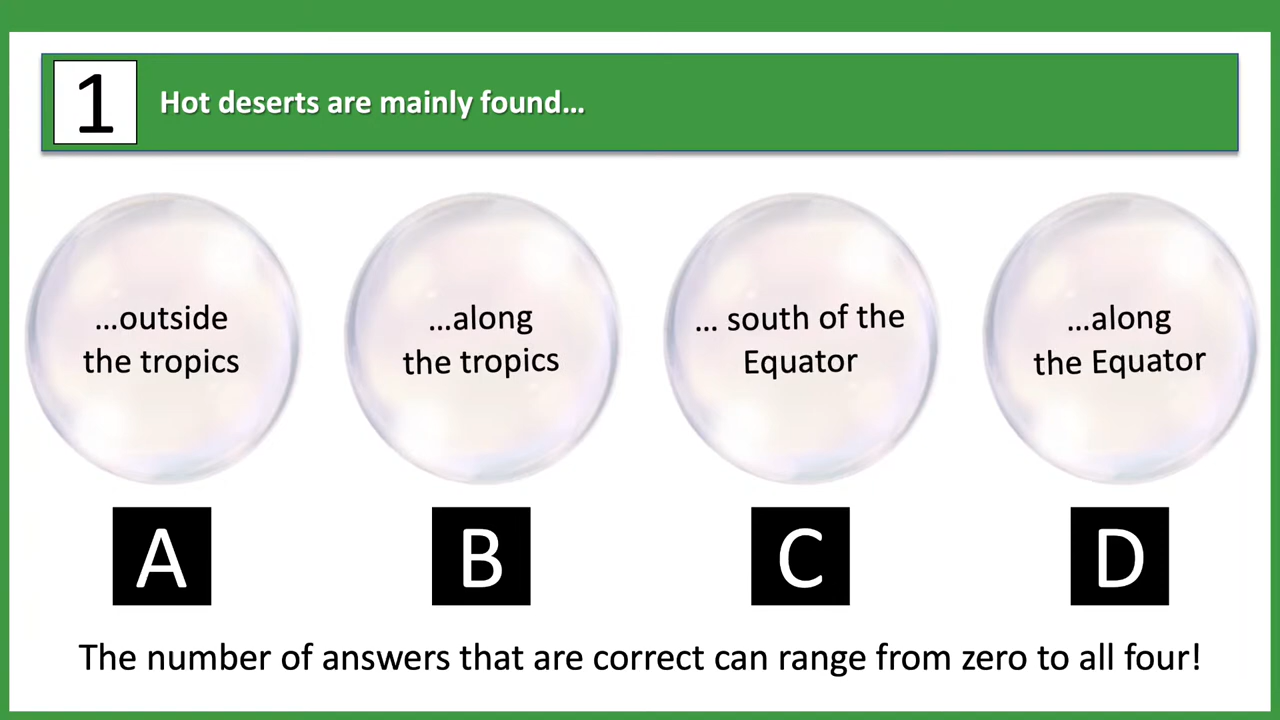 1
Hot deserts are mainly found…
…outside
the tropics
…along
the tropics
… south of the
Equator
…along
the Equator
A
B
C
D
The number of answers that are correct can range from zero to all four!